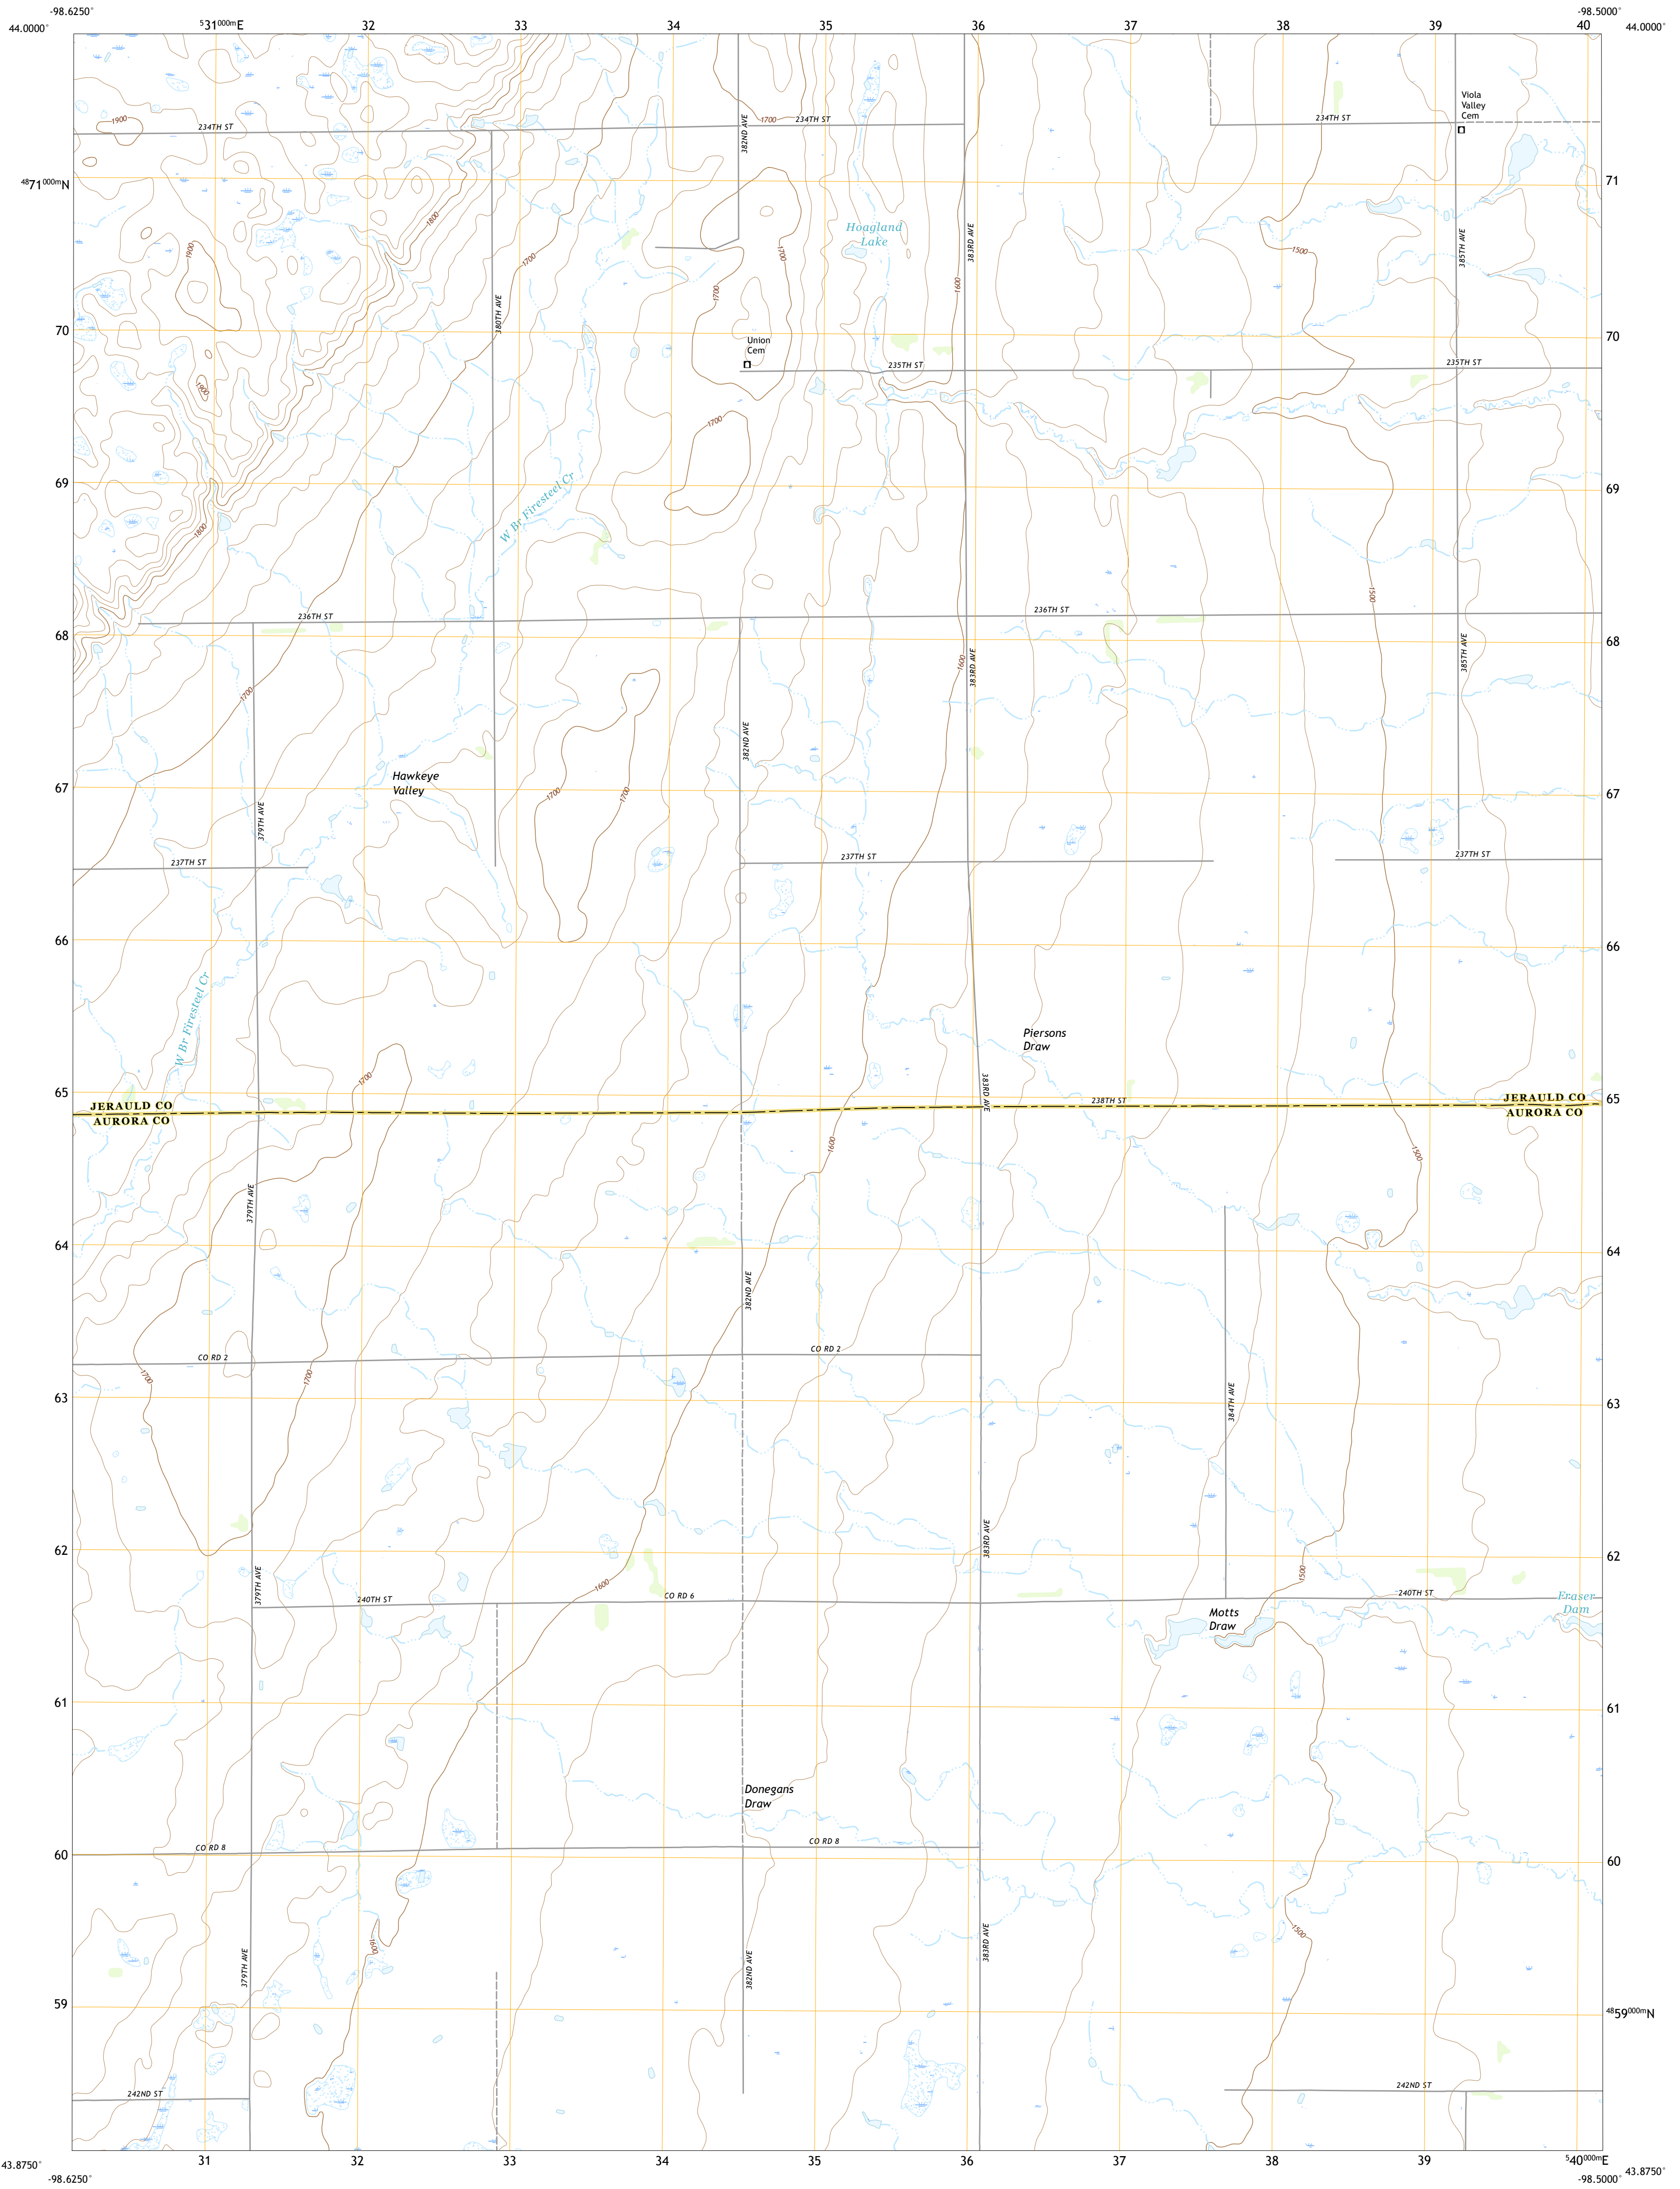 -98.6250°
-98.5000°
44.0000°
⁵31⁰⁰⁰ᵐE
32
33
34
35
36
37
38
39
40
44.0000°
Viola
Valley
Cem
1900
234TH ST
382ND AVE
1700
234TH ST
234TH ST
⁴⁸71⁰⁰⁰ᵐN
71
1800
1900
1700
1700
Hoagland
Lake
383RD AVE
1500
385TH AVE
1700
1600
380TH AVE
70
70
Union
Cem
235TH ST
235TH ST
1900
1700
69
69
W Br Firesteel Cr
1800
1500
236TH ST
236TH ST
68
68
1700
1600
383RD AVE
385TH AVE
382ND AVE
Hawkeye
Valley
67
67
1700
1700
379TH AVE
237TH ST
237TH ST
237TH ST
66
66
W Br Firesteel Cr
Piersons
Draw
1700
65
383RD AVE
65
JERAULD CO
AURORA CO
238TH ST
JERAULD CO
AURORA CO
1600
1500
379TH AVE
64
64
382ND AVE
CO RD 2
CO RD 2
1700
1700
63
63
384TH AVE
62
383RD AVE
62
379TH AVE
1600
1500
240TH ST
CO RD 6
240TH ST
Fraser
Dam
Motts
Draw
61
61
Donegans
Draw
CO RD 8
CO RD 8
60
60
1600
379TH AVE
382ND AVE
383RD AVE
1500
59
⁴⁸59⁰⁰⁰ᵐN
242ND ST
242ND ST
43.8750°
31
32
33
34
35
36
37
38
39
⁵40⁰⁰⁰ᵐE
43.8750°
-98.6250°
-98.5000°